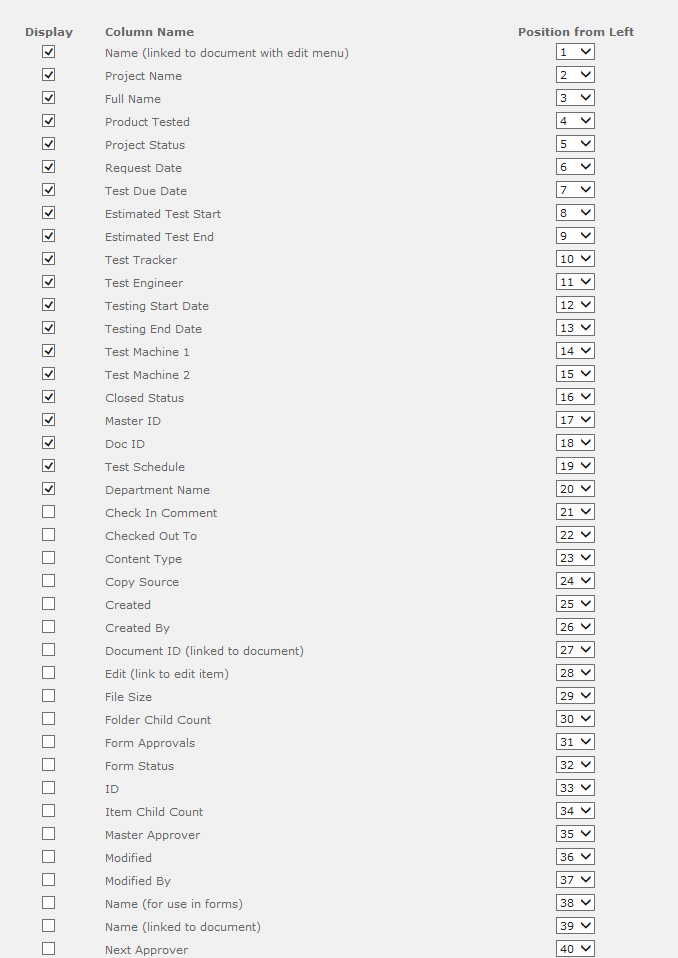 Display Column Name Position from Left
Name (linked to document with edit menu) 1
Project Name 2
Full Name 3
Product Tested 4
Project Status 5
Request Date 6
Test Due Date 7
Estimated Test Start 8
Estimated Test End 9
Test Tracker 10
Test Engineer 11
Testing Start Date 12
Testing End Date 13
Test Machine 1 14
Test Machine 2 15
Closed Status 16
Master ID 17
Doc ID 18
Test Schedule 19
Department Name 20
Check In Comment 21
Checked Out To 22
Content Type 23
Copy Source 24
Created 25
Created By 26
Document ID (linked to document) 27
Edit (link to edit item) 28
File Size 29
Folder Child Count 30
Form Approvals 31
Form Status 32
ID 33
Item Child Count 34
Master Approver 35
Modified 36
Modified By 37
Name (for use in forms) 38
Name (linked to document) 39
Next Approver 40